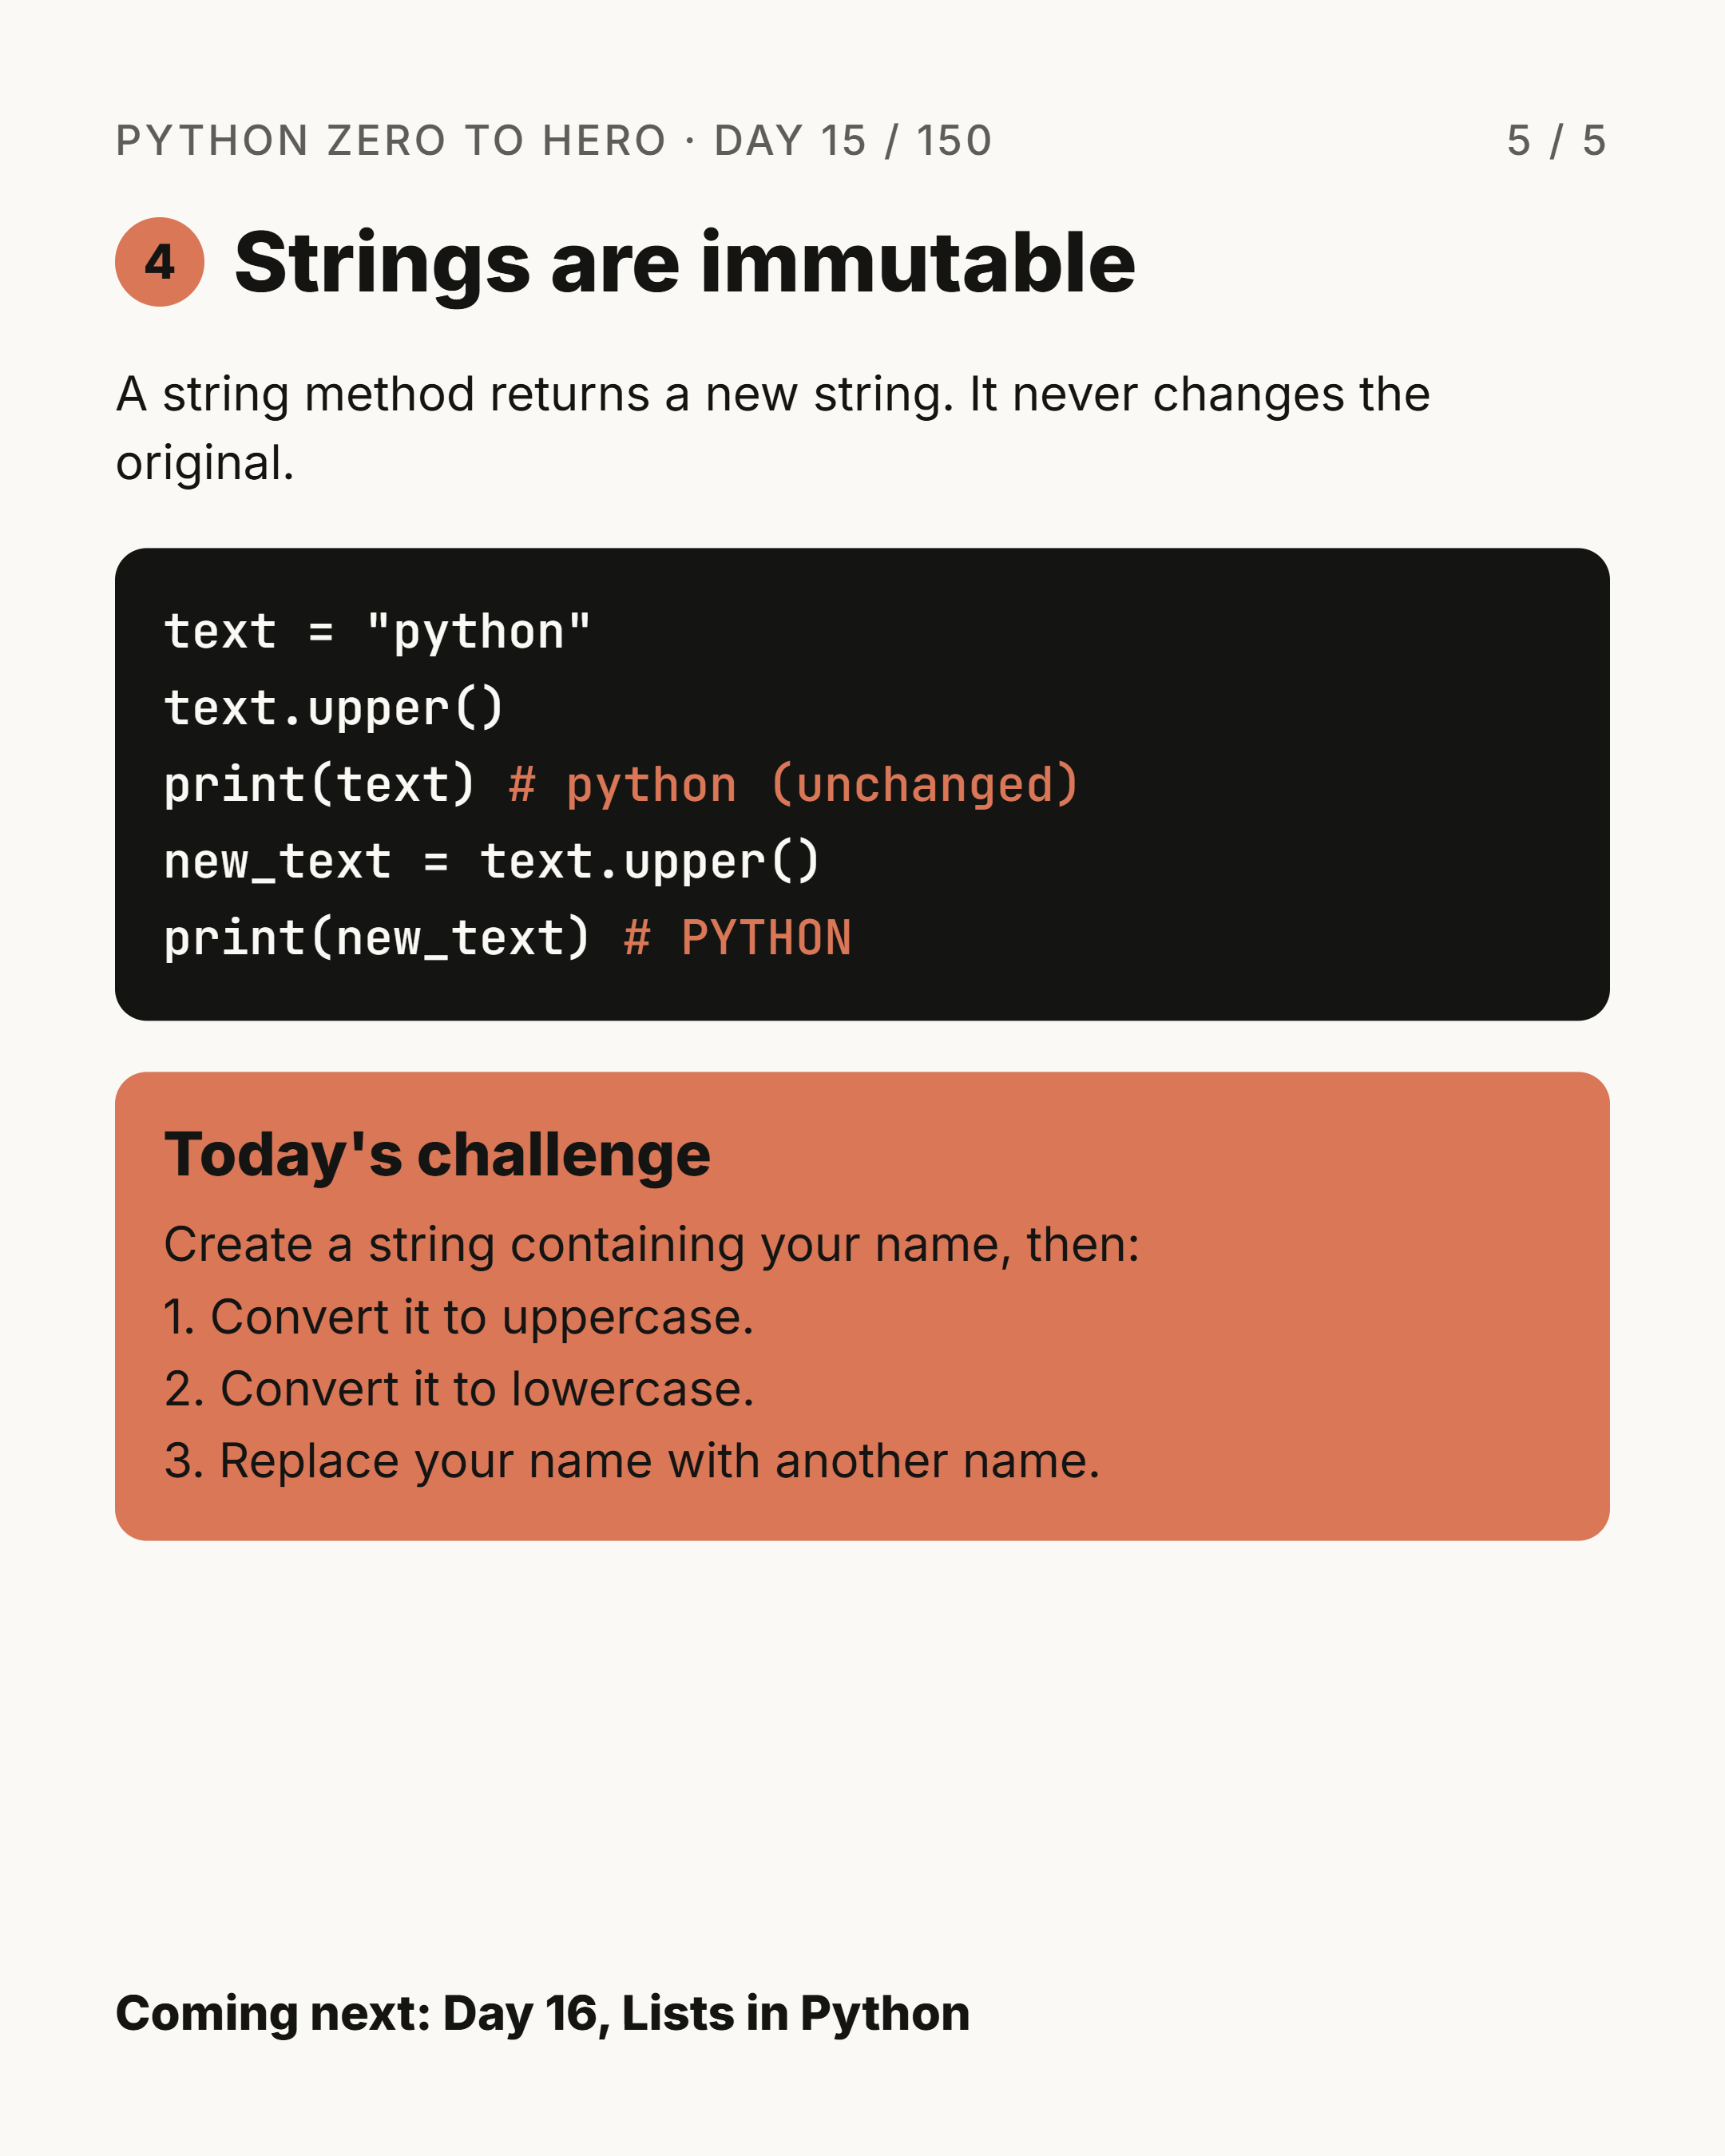 PYTHON ZERO TO HERO · DAY 15 / 150
5 / 5
4
Strings are immutable
A string method returns a new string. It never changes the
original.
text = "python"
text.upper()
print(text) # python (unchanged)
new_text = text.upper()
print(new_text) # PYTHON
Today's challenge
Create a string containing your name, then:
1. Convert it to uppercase.
2. Convert it to lowercase.
3. Replace your name with another name.
Coming next: Day 16, Lists in Python